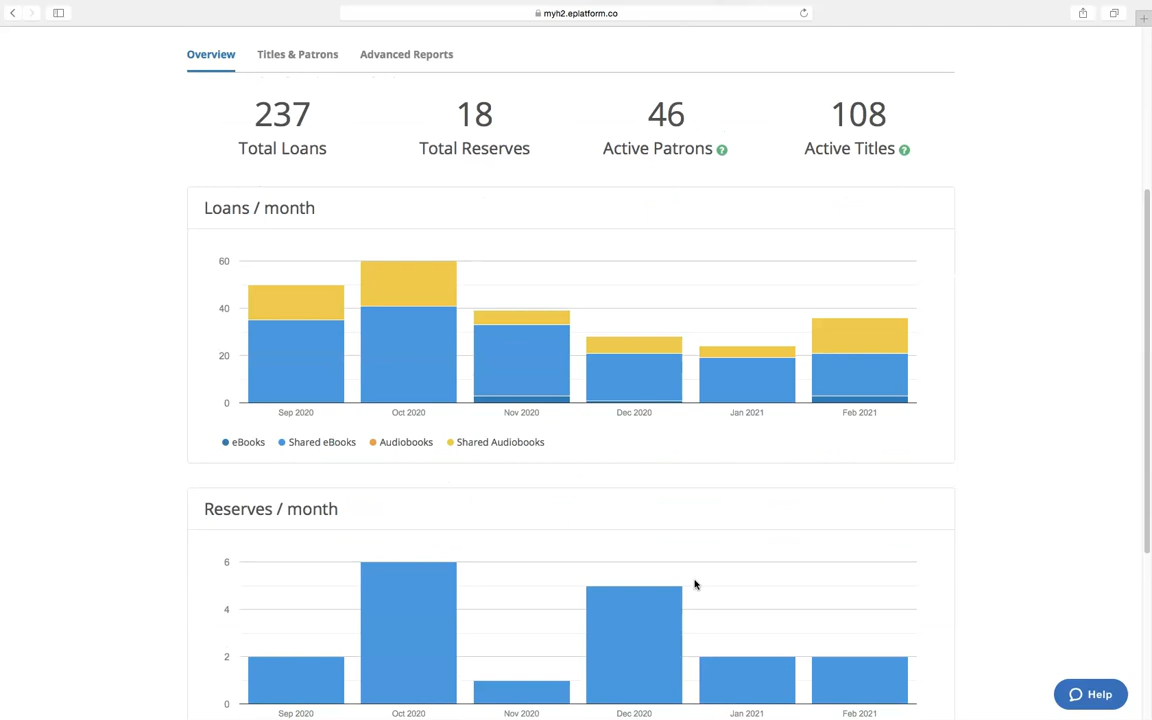 myh2.eplatform.co
Overview Titles & Patrons Advanced Reports
237 18 46 108
Total Loans Total Reserves Active Patrons ? Active Titles ?
Loans / month
60
40
20
0
Sep 2020 Oct 2020 Nov 2020 Dec 2020 Jan 2021 Feb 2021
eBooks Shared eBooks Audiobooks Shared Audiobooks
Reserves / month
6
4
2
0
Sep 2020 Oct 2020 Nov 2020 Dec 2020 Jan 2021 Feb 2021
Help